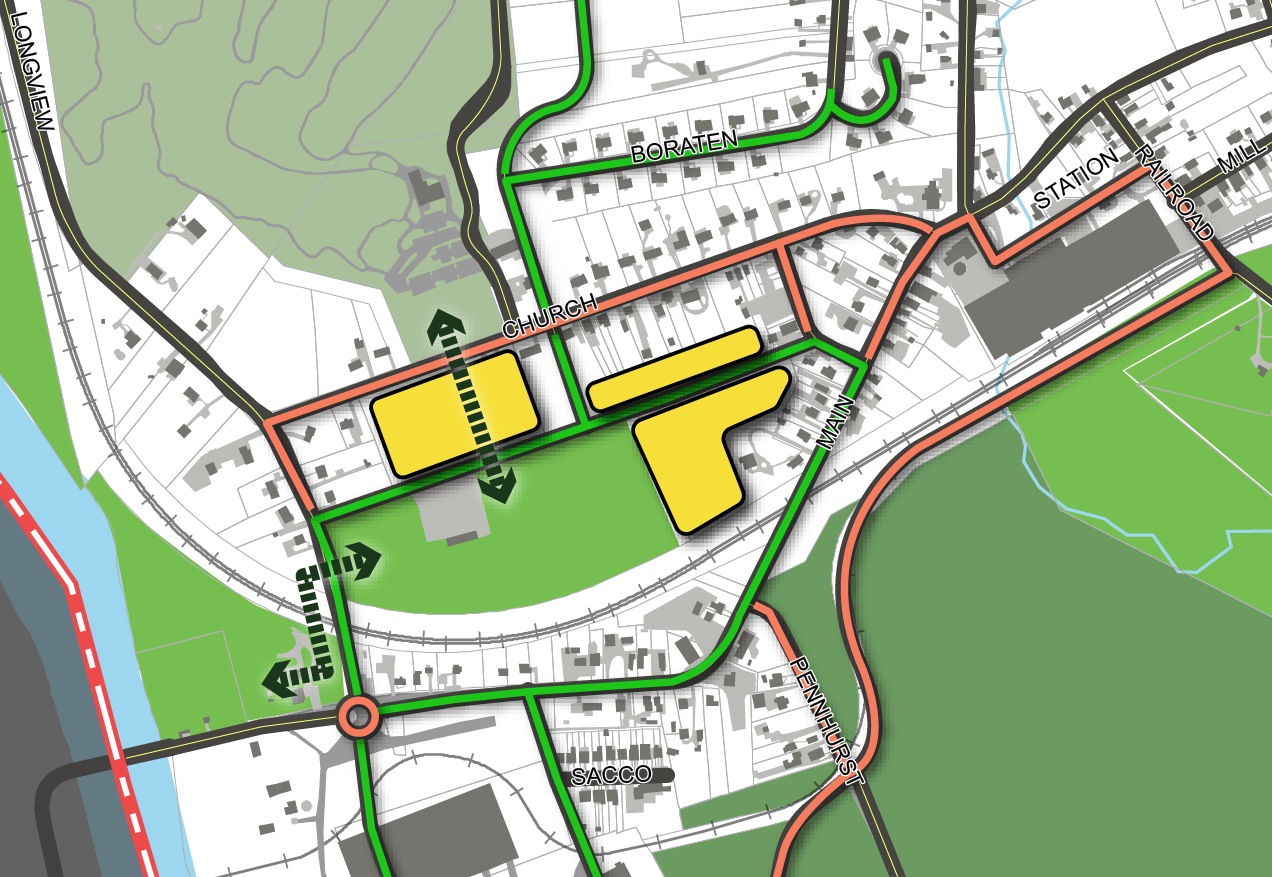 LONGVIEW
BORATEN
STATION
RAILROAD
MILL
CHURCH
MAIN
PENNHURST
SACCO